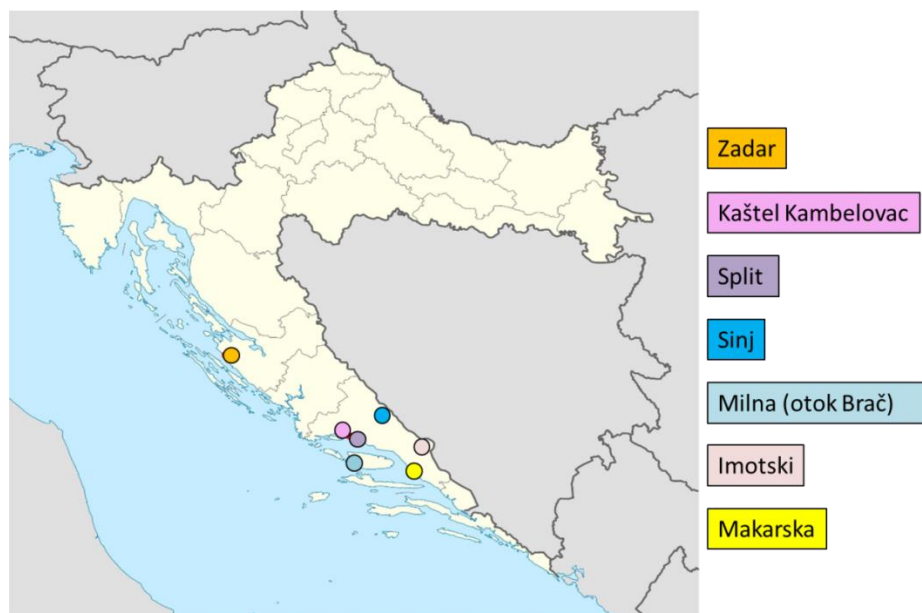 Zadar
Kaštel Kambelovac
Split
Sinj
Milna (otok Brač)
Imotski
Makarska